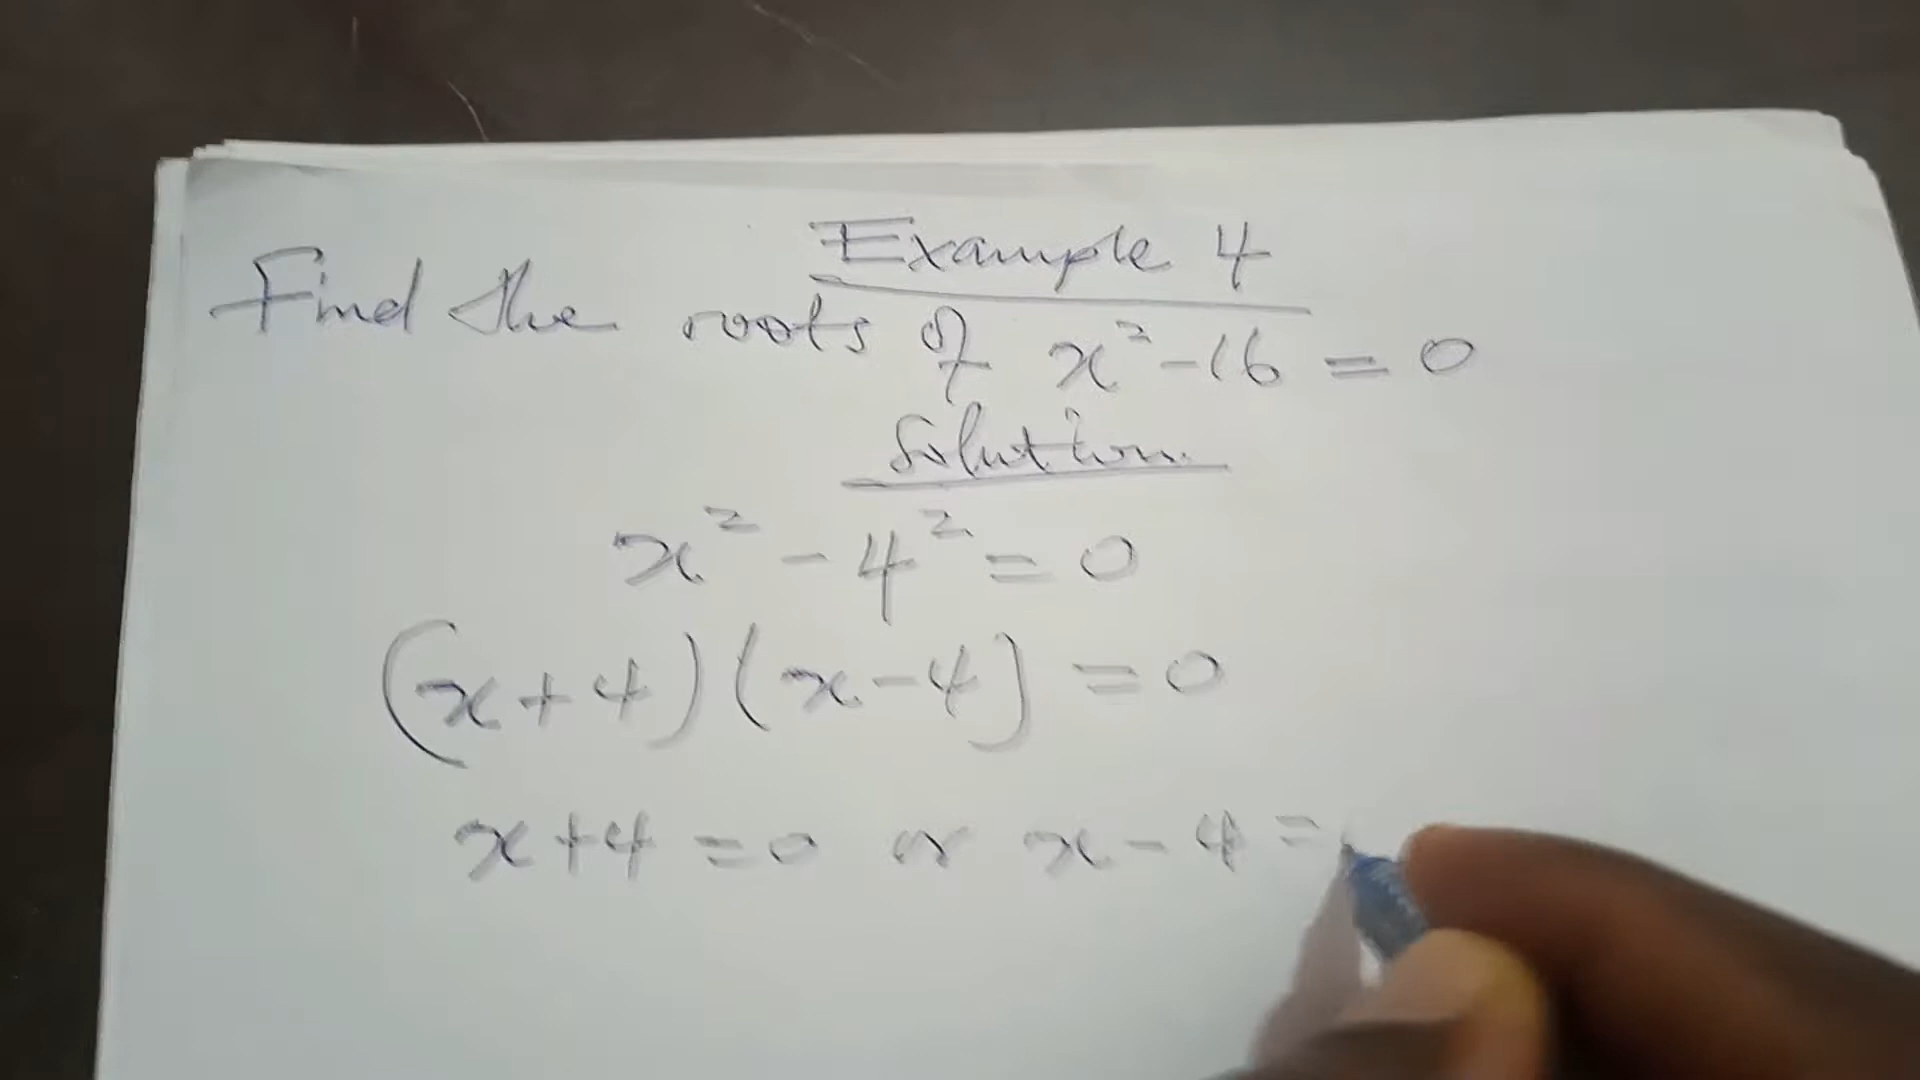 Example 4
Find the roots of x² - 16 = 0
Solution
x² - 4² = 0
(x + 4) (x - 4) = 0
x + 4 = 0 or x - 4 =